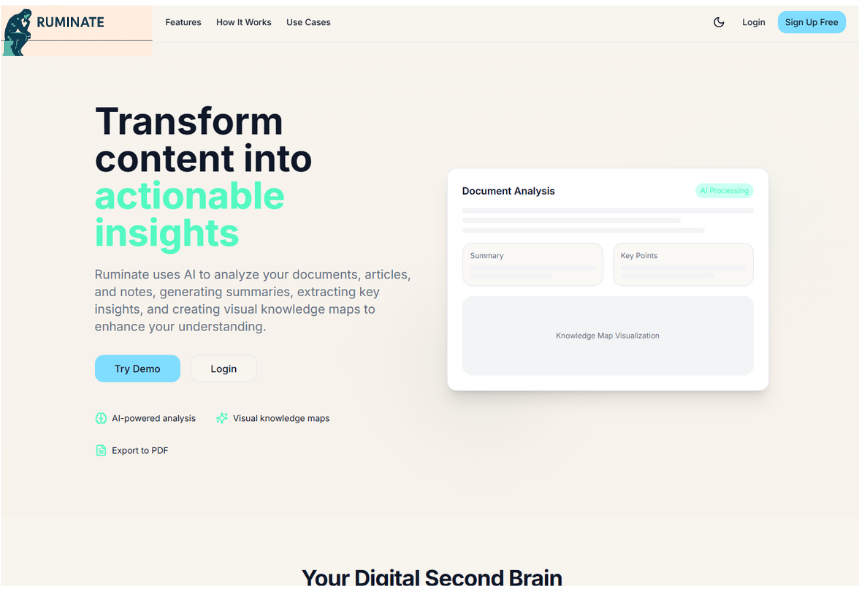 RUMINATE
Features
How It Works
Use Cases
Login
Sign Up Free
Transform
content into
actionable
insights
Ruminate uses AI to analyze your documents, articles,
and notes, generating summaries, extracting key
insights, and creating visual knowledge maps to
enhance your understanding.
Try Demo
Login
AI-powered analysis
Visual knowledge maps
Export to PDF
Document Analysis
AI Processing
Summary
Key Points
Knowledge Map Visualization
Your Digital Second Brain